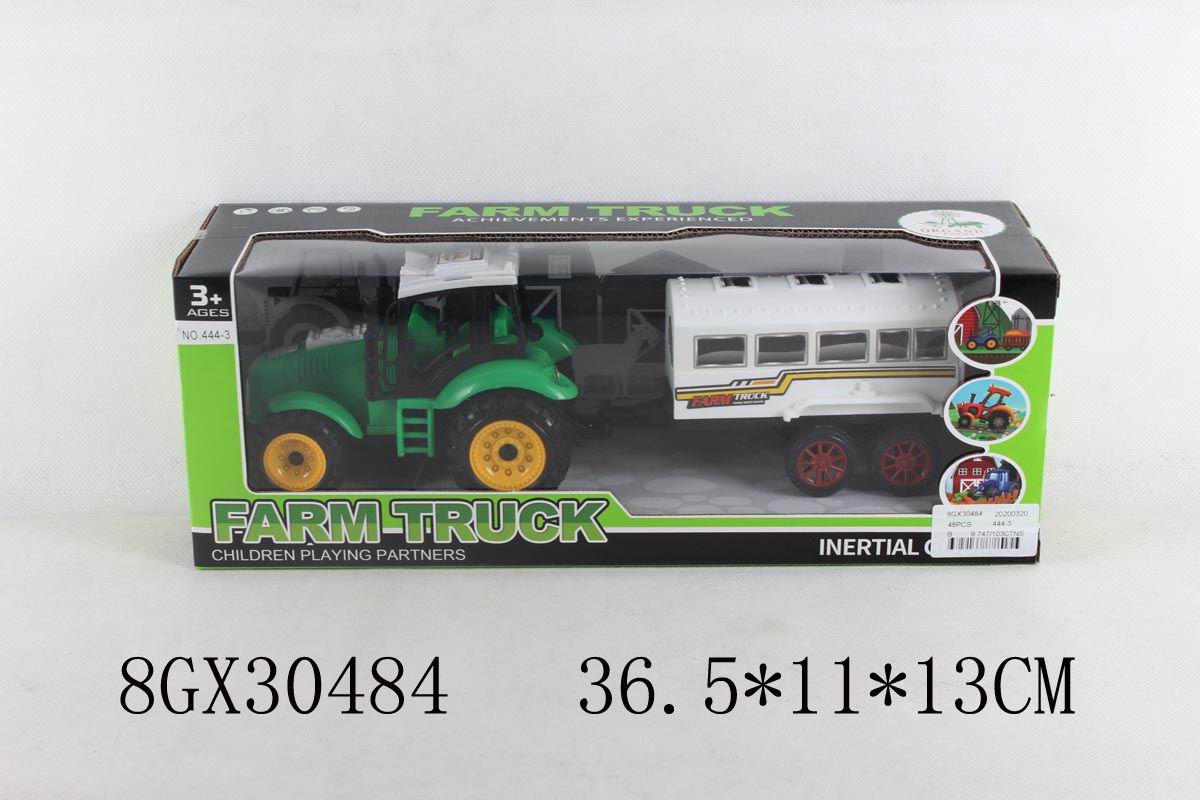 FARM TRUCK
ACHIEVEMENTS EXPERIENCED
ORGANIC
3+
AGES
NO.444-3
FARM TRUCK
FARM TRUCK
CHILDREN PLAYING PARTNERS
INERTIAL
8GX30484 20200320
48PCS 444-3
B 9.747/103CTNS
8GX30484 36.5*11*13CM